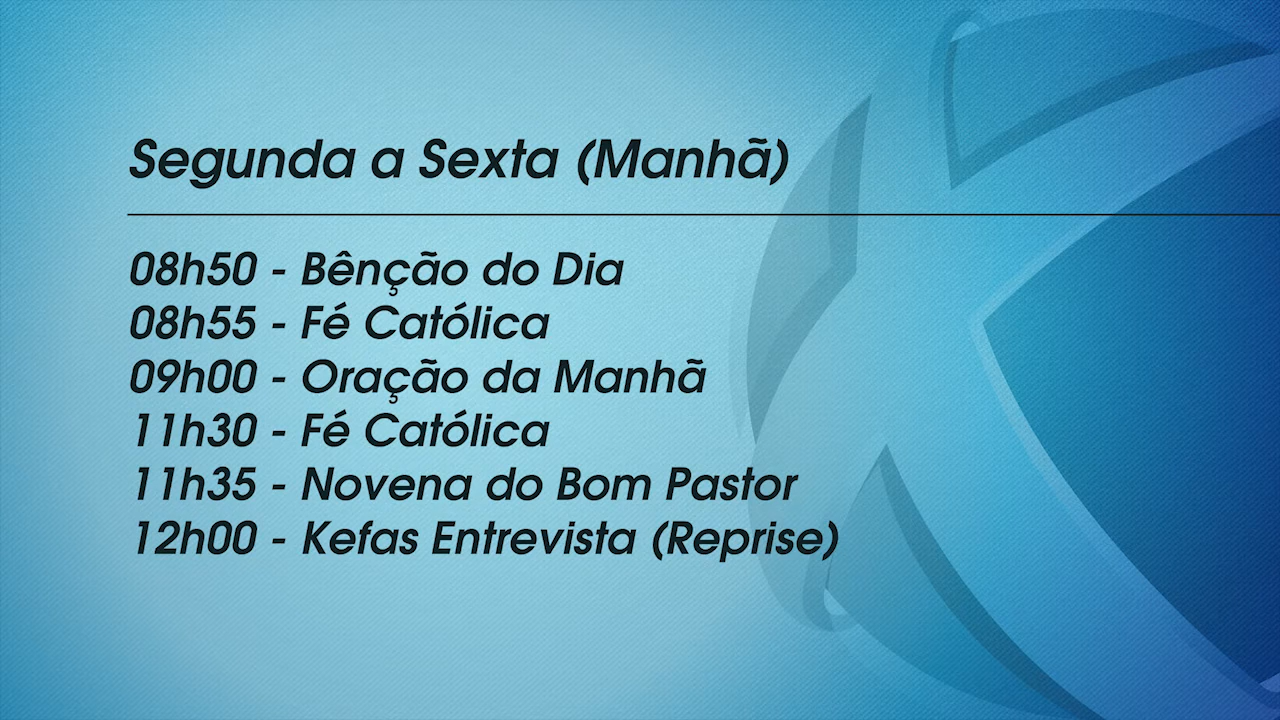 Segunda a Sexta (Manhã)
08h50 - Bênção do Dia
08h55 - Fé Católica
09h00 - Oração da Manhã
11h30 - Fé Católica
11h35 - Novena do Bom Pastor
12h00 - Kefas Entrevista (Reprise)